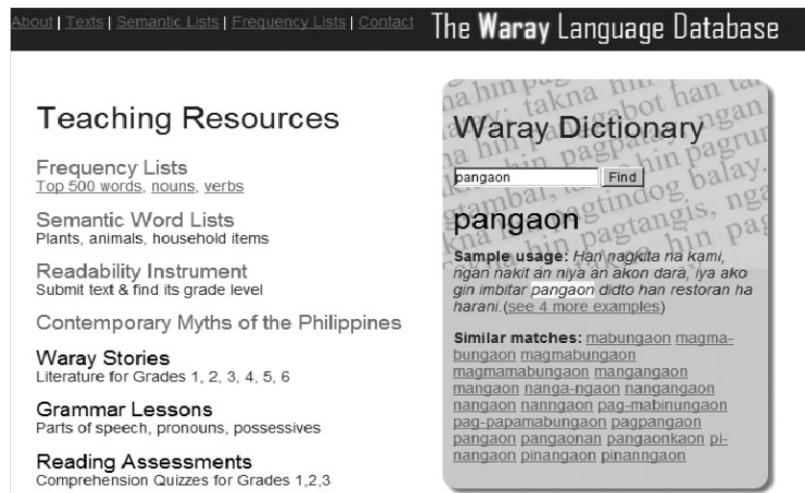 About | Texts | Semantic Lists | Frequency Lists | Contact
The Waray Language Database
Teaching Resources
Frequency Lists
Top 500 words, nouns, verbs
Semantic Word Lists
Plants, animals, household items
Readability Instrument
Submit text & find its grade level
Contemporary Myths of the Philippines
Waray Stories
Literature for Grades 1, 2, 3, 4, 5, 6
Grammar Lessons
Parts of speech, pronouns, possessives
Reading Assessments
Comprehension Quizzes for Grades 1,2,3
Waray Dictionary
pangaon Find
pangaon
Sample usage: Han nagkita na kami,
ngan nakit an niya an akon dara, iya ako
gin imbitar pangaon didto han restoran ha
harani.(see 4 more examples)
Similar matches: mabungaon magma-
bungaon magmabungaon
magmamabungaon mangangaon
mangaon nanga-ngaon nangangaon
nangaon nanngaon pag-mabinungaon
pag-papamabungaon pagpangaon
pangaon pangaonan pangaonkaon pi-
nangaon pinangaon pinanngaon